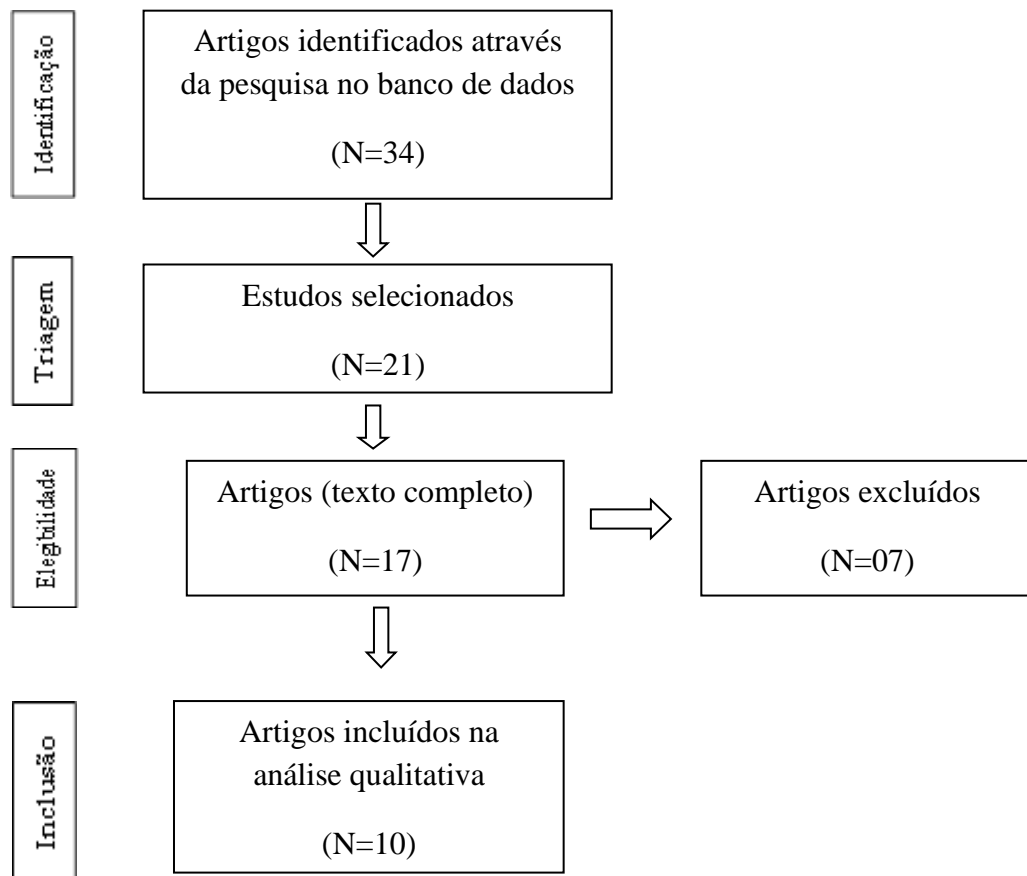 Identificação
Artigos identificados através
da pesquisa no banco de dados
(N=34)
Triagem
Estudos selecionados
(N=21)
Elegibilidade
Artigos (texto completo)
(N=17)
Artigos excluídos
(N=07)
Inclusão
Artigos incluídos na
análise qualitativa
(N=10)